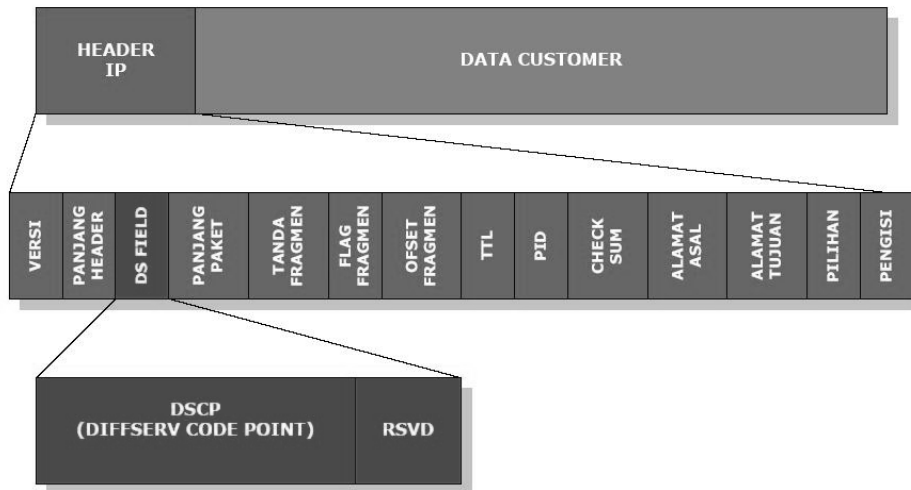 HEADER
IP
DATA CUSTOMER
VERSI
PANJANG
HEADER
DS FIELD
PANJANG
PAKET
TANDA
FRAGMEN
FLAG
FRAGMEN
OFSET
FRAGMEN
TTL
PID
CHECK
SUM
ALAMAT
ASAL
ALAMAT
TUJUAN
PILIHAN
PENGISI
DSCP
(DIFFSERV CODE POINT)
RSVD